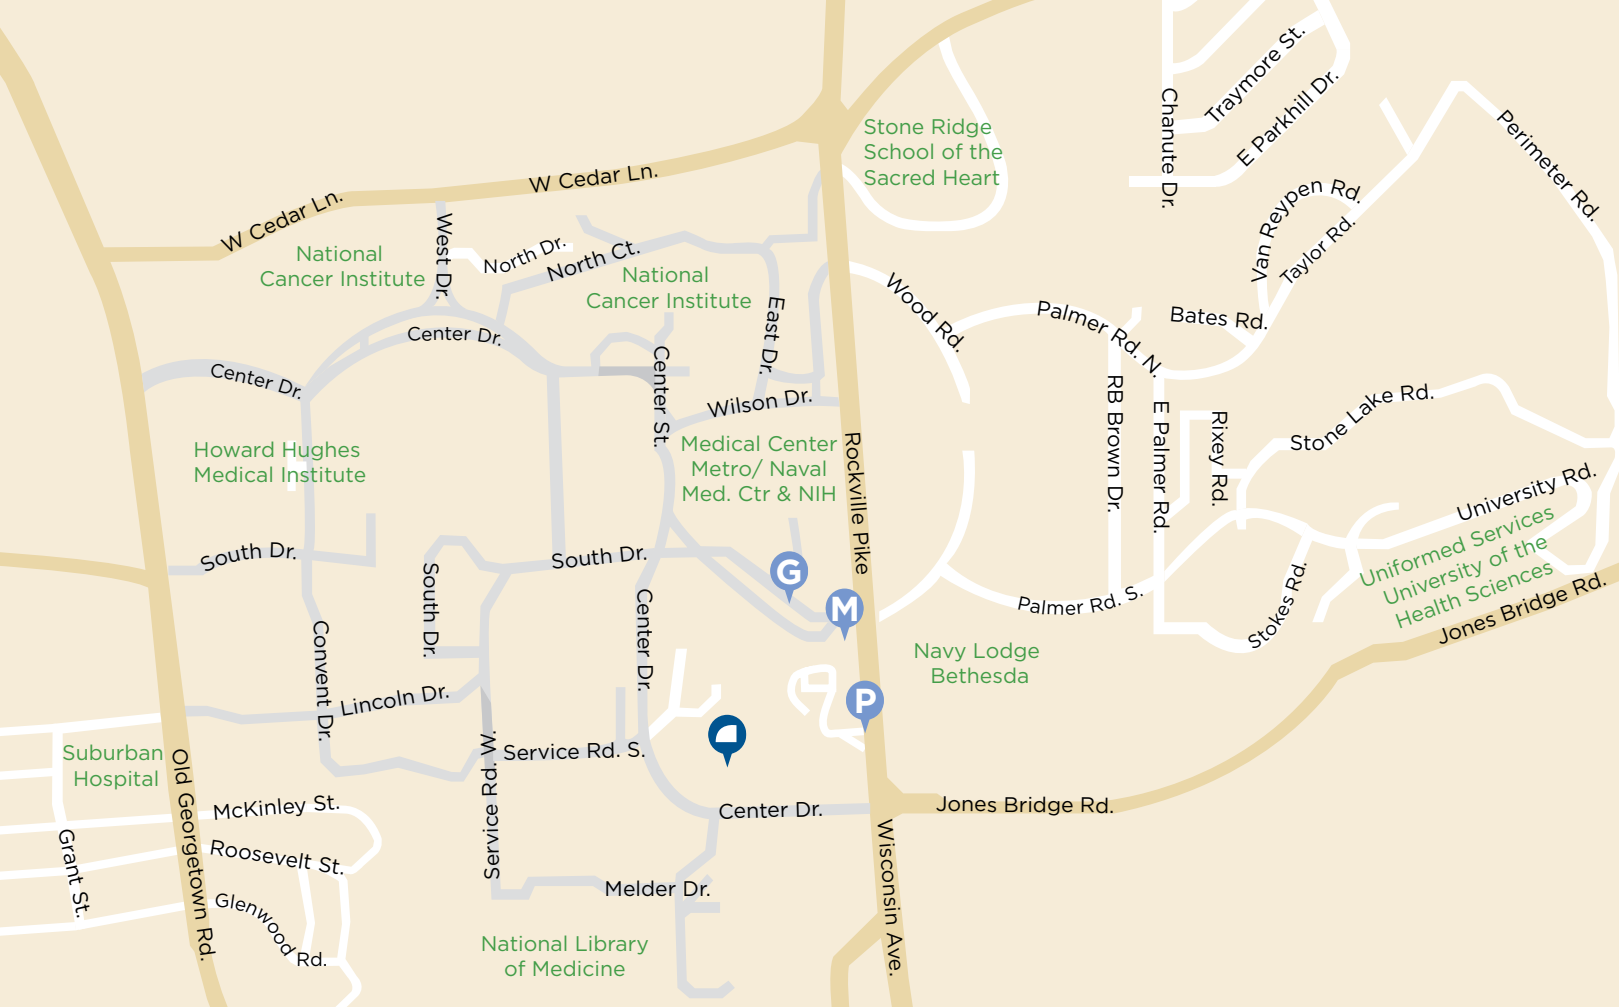 Traymore St.
E Parkhill Dr.
Chanute Dr.
Perimeter Rd.
Stone Ridge
School of the
Sacred Heart
W Cedar Ln.
W Cedar Ln.
Van Reypen Rd.
Taylor Rd.
West Dr.
North Dr.
North Ct.
National
Cancer Institute
National
Cancer Institute
Wood Rd.
Palmer Rd. N.
Bates Rd.
East Dr.
Center Dr.
Center Dr.
Center St.
Wilson Dr.
RB Brown Dr.
E Palmer Rd.
Rixey Rd.
Stone Lake Rd.
Howard Hughes
Medical Institute
Medical Center
Metro/ Naval
Med. Ctr & NIH
Rockville Pike
University Rd.
Uniformed Services
University of the
Health Sciences
South Dr.
South Dr.
South Dr.
G
M
Palmer Rd. S.
Stokes Rd.
Jones Bridge Rd.
Center Dr.
Convent Dr.
Navy Lodge
Bethesda
Lincoln Dr.
P
Suburban
Hospital
Old Georgetown Rd.
Service Rd. W.
Service Rd. S.
McKinley St.
Center Dr.
Jones Bridge Rd.
Grant St.
Roosevelt St.
Glenwood Rd.
Melder Dr.
Wisconsin Ave.
National Library
of Medicine